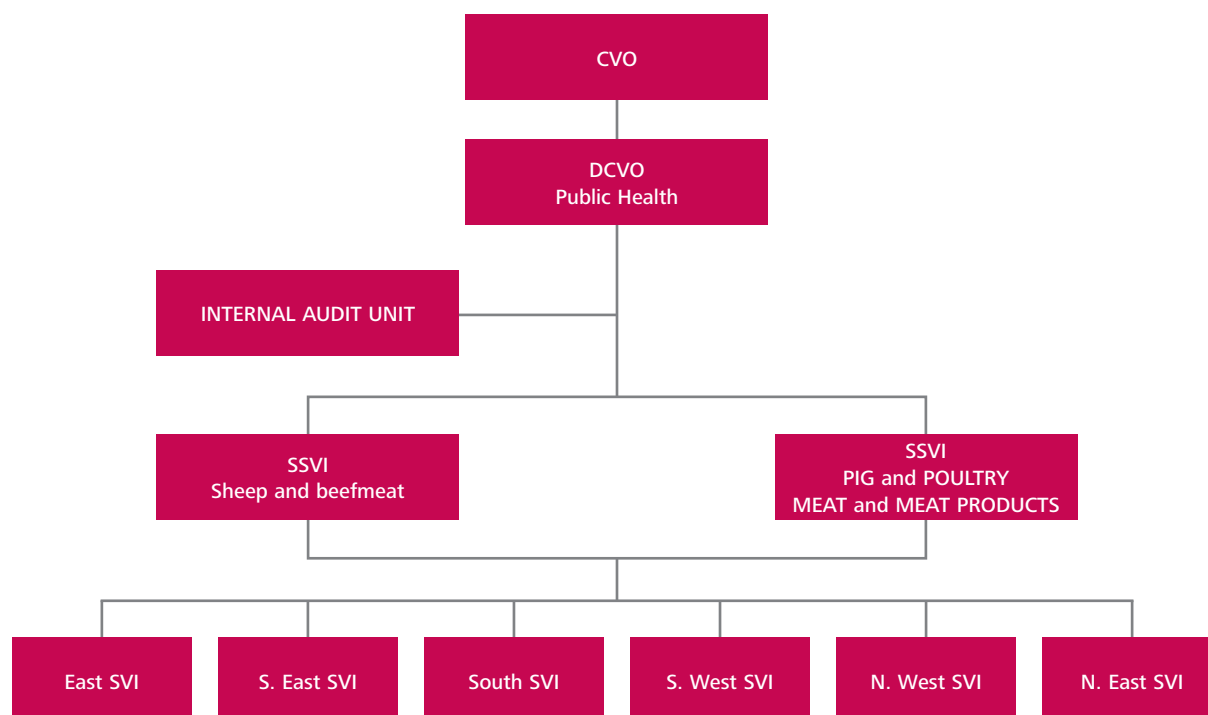 CVO
DCVO
Public Health
INTERNAL AUDIT UNIT
SSVI
Sheep and beefmeat
SSVI
PIG and POULTRY
MEAT and MEAT PRODUCTS
East SVI
S. East SVI
South SVI
S. West SVI
N. West SVI
N. East SVI